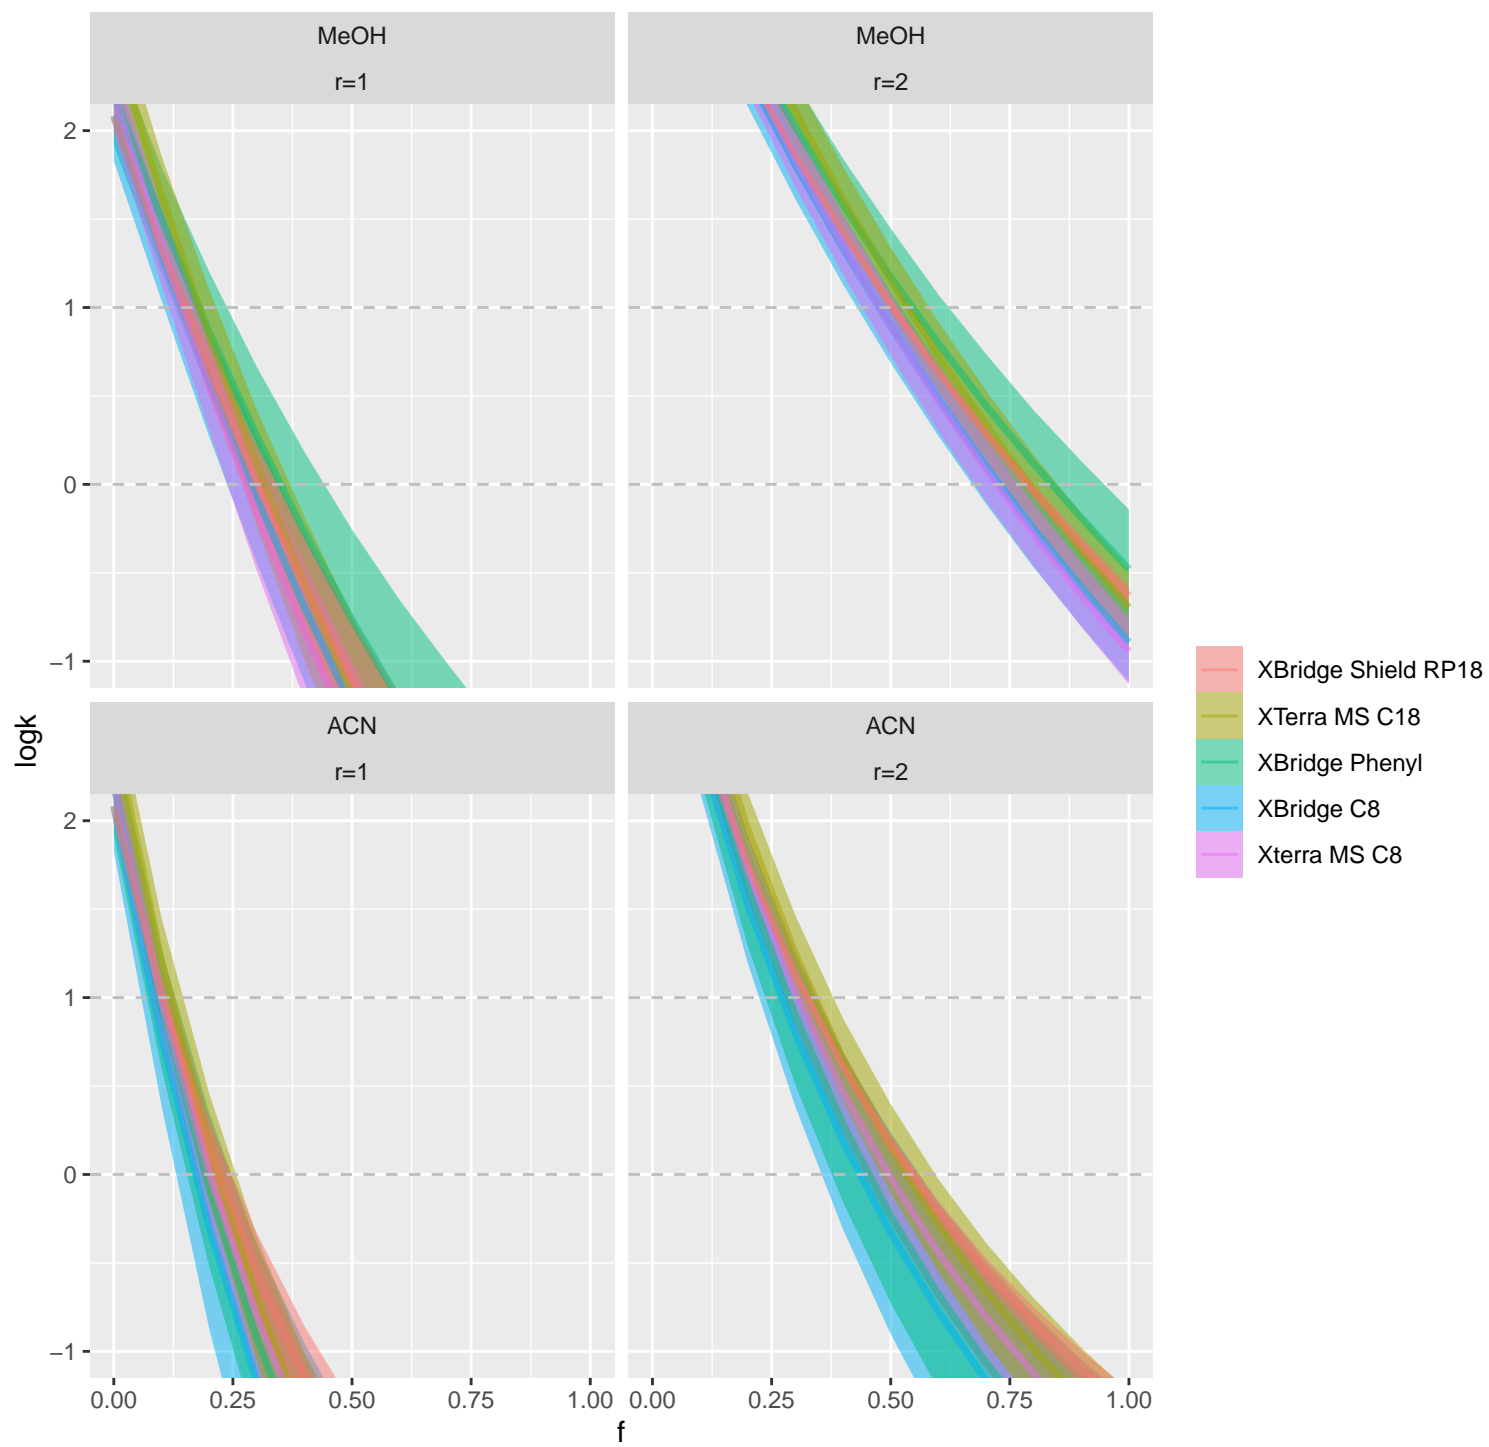 MeOH
r=1
MeOH
r=2
2
1
0
−1
ACN
r=1
ACN
r=2
2
1
0
−1
0.00 0.25 0.50 0.75 1.00
0.00 0.25 0.50 0.75 1.00
f
logk
XBridge Shield RP18
XTerra MS C18
XBridge Phenyl
XBridge C8
Xterra MS C8